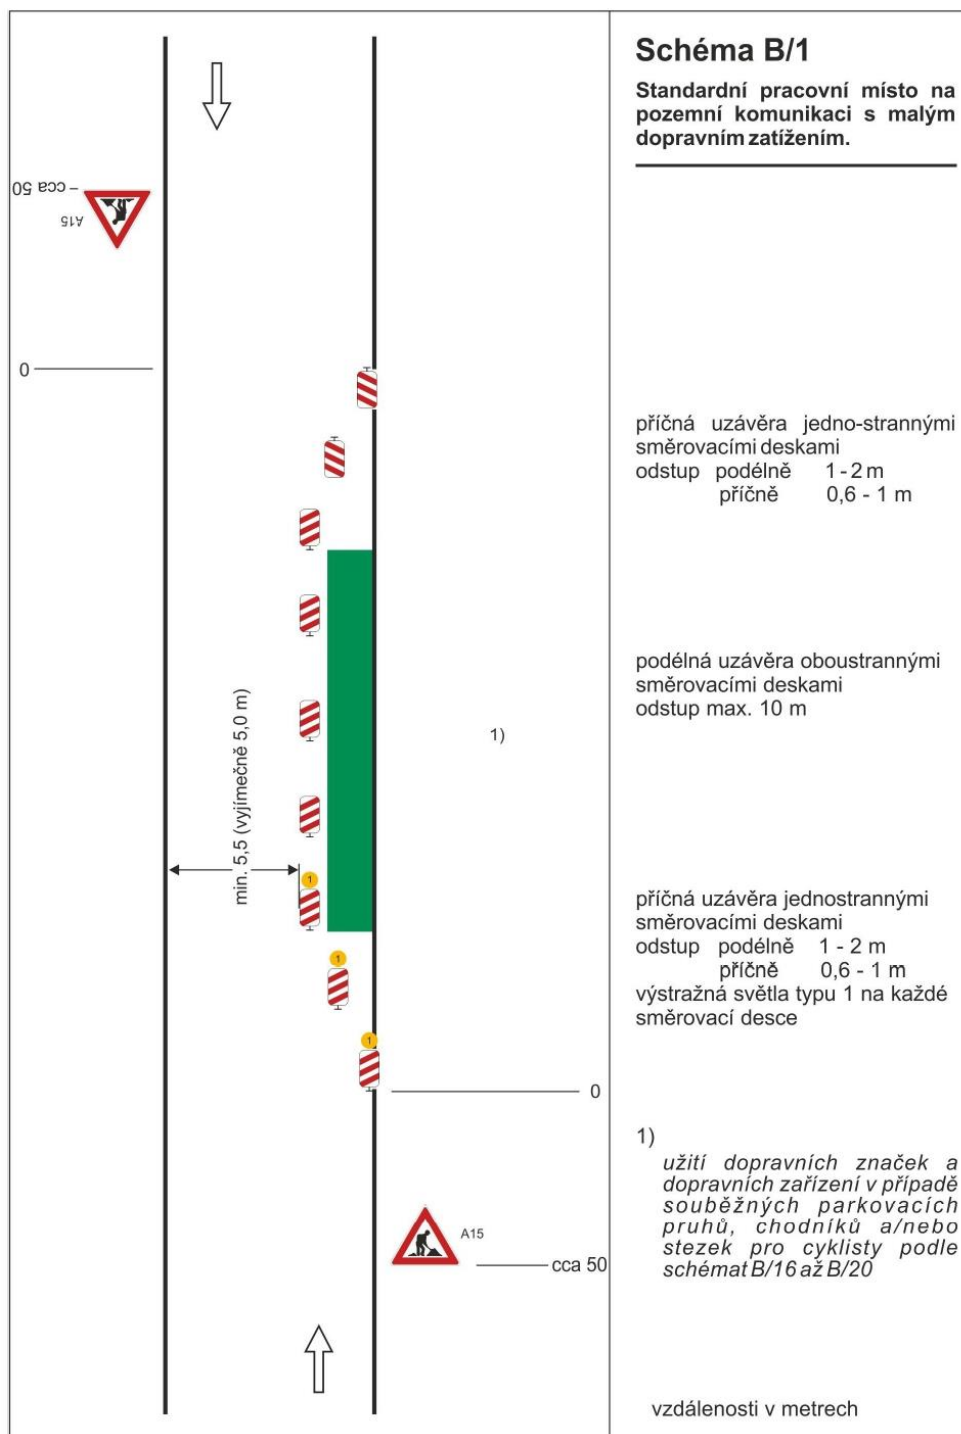 Schéma B/1
Standardní pracovní místo na
pozemní komunikaci s malým
dopravním zatížením.
cca 50
A15
0
příčná uzávěra jedno-strannými
směrovacími deskami
odstup podélně 1 - 2 m
příčně 0,6 - 1 m
podélná uzávěra oboustrannými
směrovacími deskami
odstup max. 10 m
min. 5,5 (vyjímečně 5,0 m)
1)
1
příčná uzávěra jednostrannými
směrovacími deskami
odstup podélně 1 - 2 m
příčně 0,6 - 1 m
výstražná světla typu 1 na každé
směrovací desce
1
1
0
A15
cca 50
1)
užití dopravních značek a
dopravních zařízení v případě
souběžných parkovacích
pruhů, chodníků a/nebo
stezek pro cyklisty podle
schémat B/16 až B/20
vzdálenosti v metrech